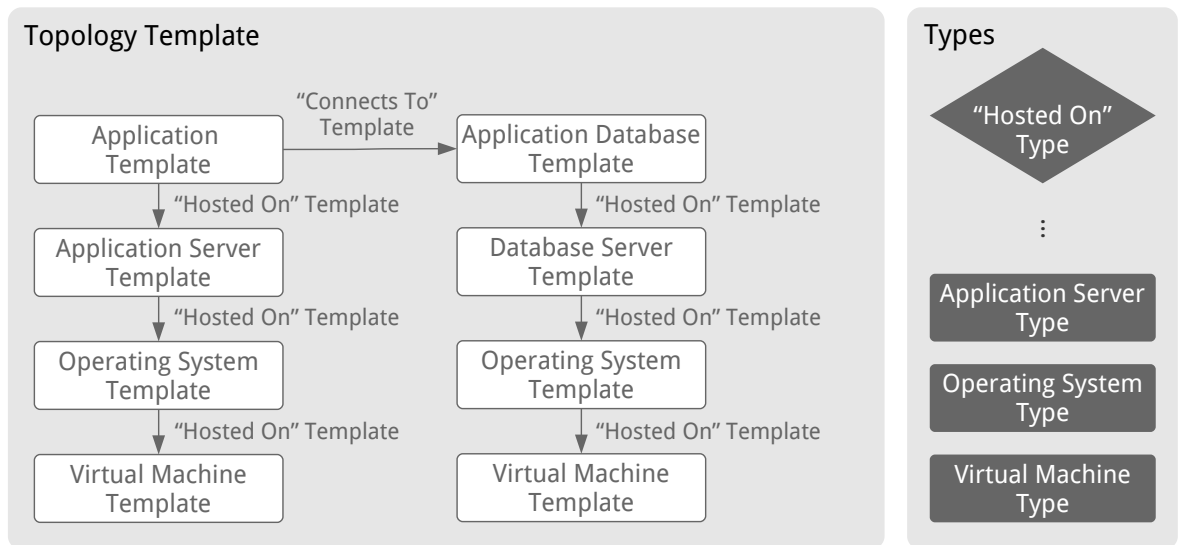 Topology Template
“Connects To”
Template
Application
Template
Application Database
Template
“Hosted On” Template
“Hosted On” Template
Application Server
Template
Database Server
Template
“Hosted On” Template
“Hosted On” Template
Operating System
Template
Operating System
Template
“Hosted On” Template
“Hosted On” Template
Virtual Machine
Template
Virtual Machine
Template
Types
“Hosted On”
Type
...
Application Server
Type
Operating System
Type
Virtual Machine
Type